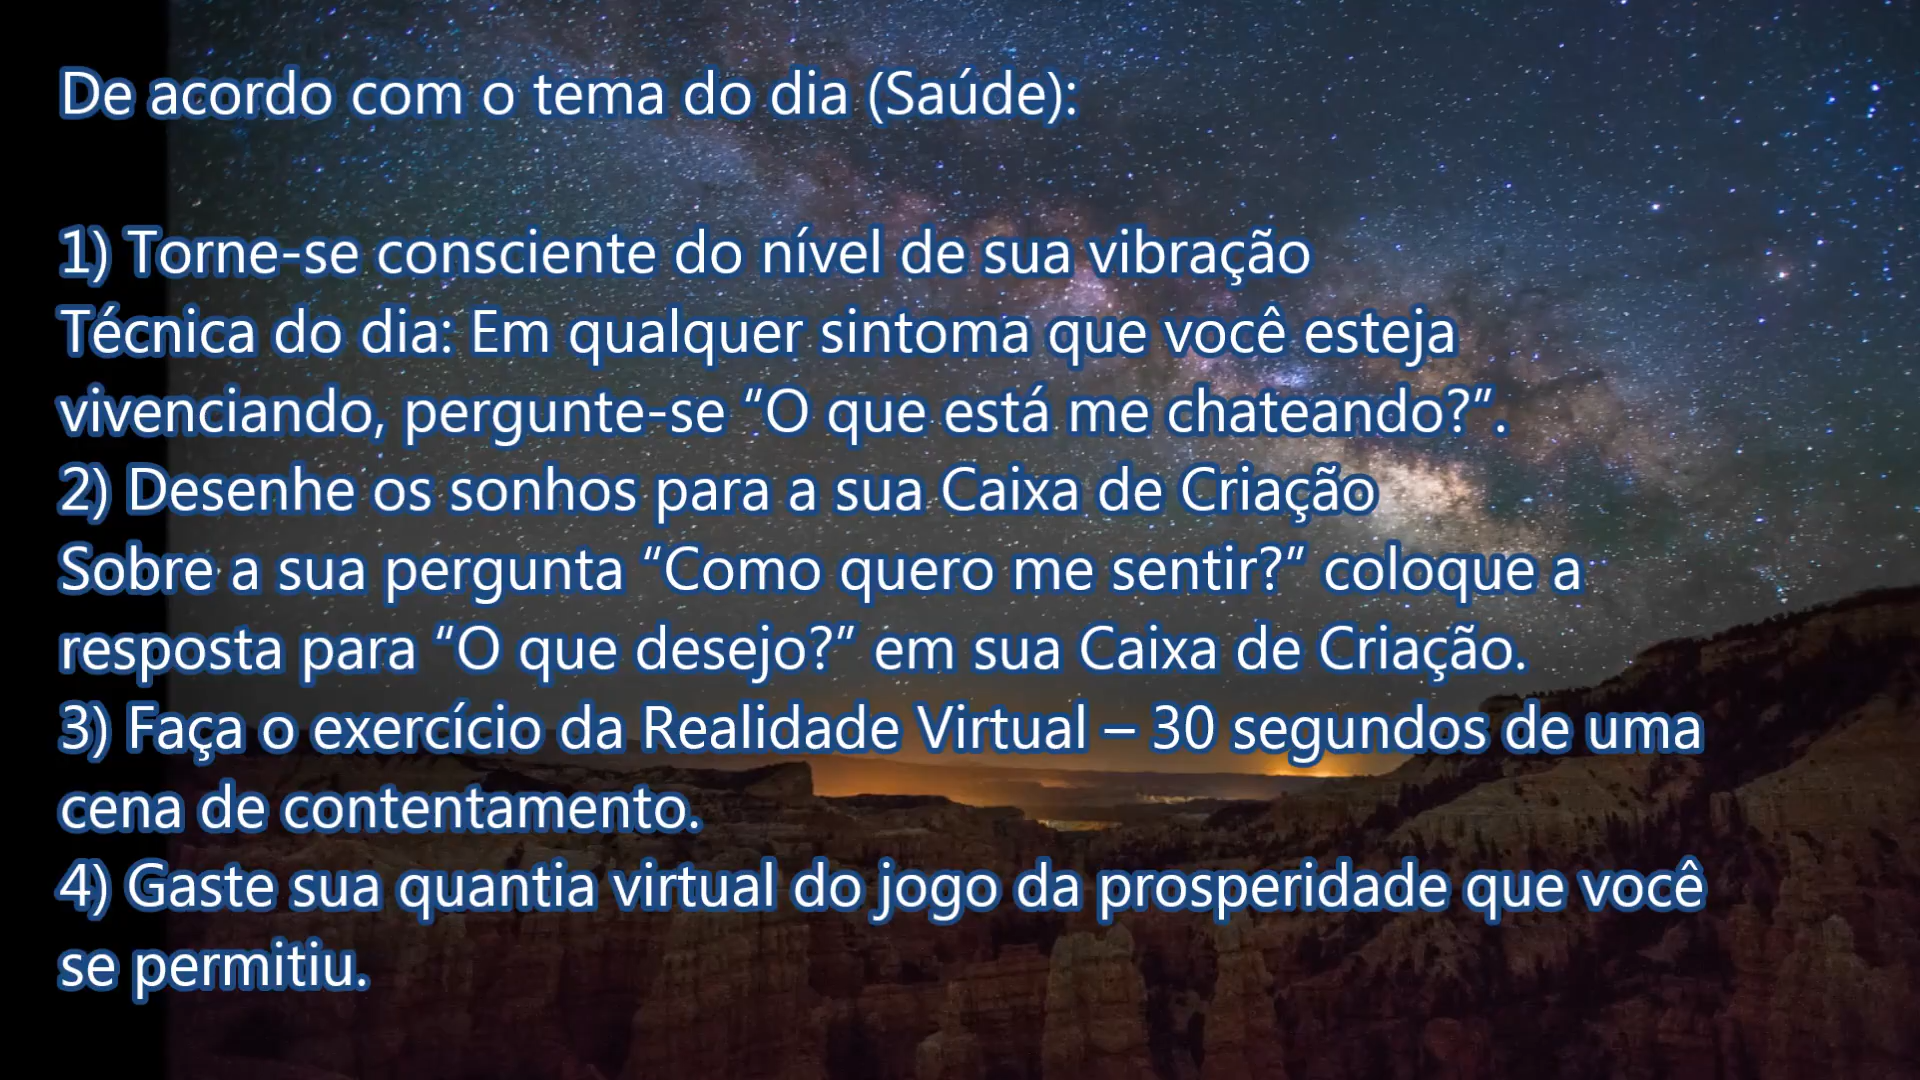 De acordo com o tema do dia (Saúde):
1) Torne-se consciente do nível de sua vibração
Técnica do dia: Em qualquer sintoma que você esteja
vivenciando, pergunte-se “O que está me chateando?”.
2) Desenhe os sonhos para a sua Caixa de Criação
Sobre a sua pergunta “Como quero me sentir?” coloque a
resposta para “O que desejo?” em sua Caixa de Criação.
3) Faça o exercício da Realidade Virtual – 30 segundos de uma
cena de contentamento.
4) Gaste sua quantia virtual do jogo da prosperidade que você
se permitiu.